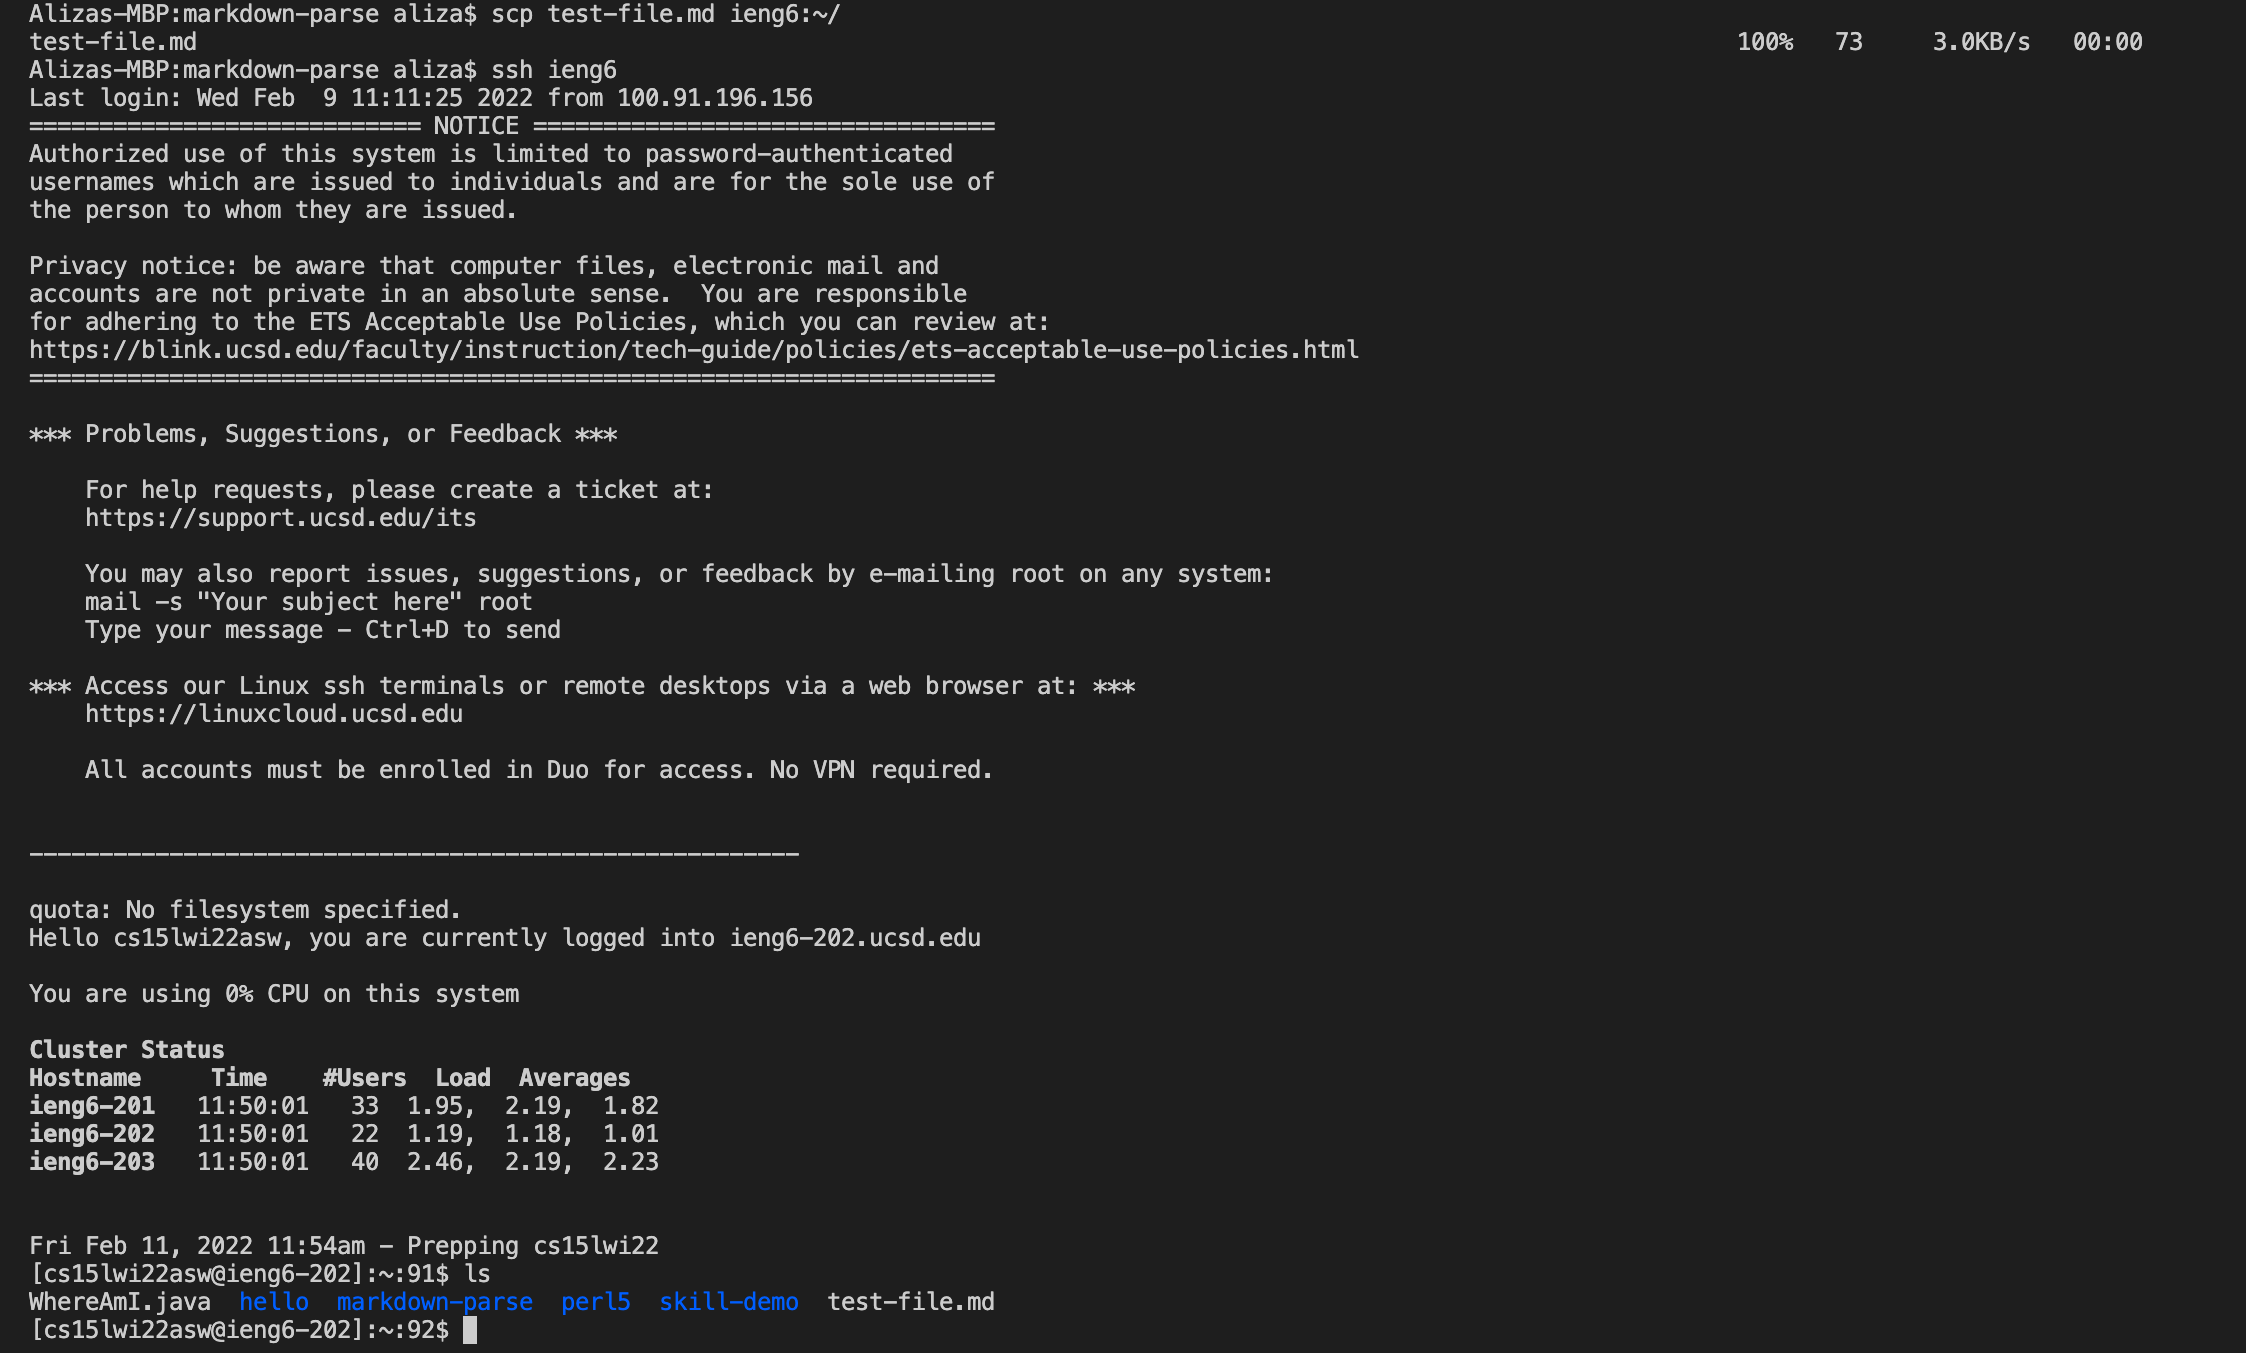 Alizas-MBP:markdown-parse aliza$ scp test-file.md ieng6:~/
test-file.md 100% 73 3.0KB/s 00:00
Alizas-MBP:markdown-parse aliza$ ssh ieng6
Last login: Wed Feb  9 11:11:25 2022 from 100.91.196.156
============================ NOTICE =================================
Authorized use of this system is limited to password-authenticated
usernames which are issued to individuals and are for the sole use of
the person to whom they are issued.

Privacy notice: be aware that computer files, electronic mail and
accounts are not private in an absolute sense.  You are responsible
for adhering to the ETS Acceptable Use Policies, which you can review at:
https://blink.ucsd.edu/faculty/instruction/tech-guide/policies/ets-acceptable-use-policies.html
=====================================================================

*** Problems, Suggestions, or Feedback ***

    For help requests, please create a ticket at:
    https://support.ucsd.edu/its

    You may also report issues, suggestions, or feedback by e-mailing root on any system:
    mail -s "Your subject here" root
    Type your message - Ctrl+D to send

*** Access our Linux ssh terminals or remote desktops via a web browser at: ***
    https://linuxcloud.ucsd.edu

    All accounts must be enrolled in Duo for access. No VPN required.

-------------------------------------------------------

quota: No filesystem specified.
Hello cs15lwi22asw, you are currently logged into ieng6-202.ucsd.edu

You are using 0% CPU on this system

Cluster Status
Hostname     Time    #Users  Load  Averages
ieng6-201   11:50:01   33  1.95,  2.19,  1.82
ieng6-202   11:50:01   22  1.19,  1.18,  1.01
ieng6-203   11:50:01   40  2.46,  2.19,  2.23

Fri Feb 11, 2022 11:54am - Prepping cs15lwi22
[cs15lwi22asw@ieng6-202]:~:91$ ls
WhereAmI.java  hello  markdown-parse  perl5  skill-demo  test-file.md
[cs15lwi22asw@ieng6-202]:~:92$